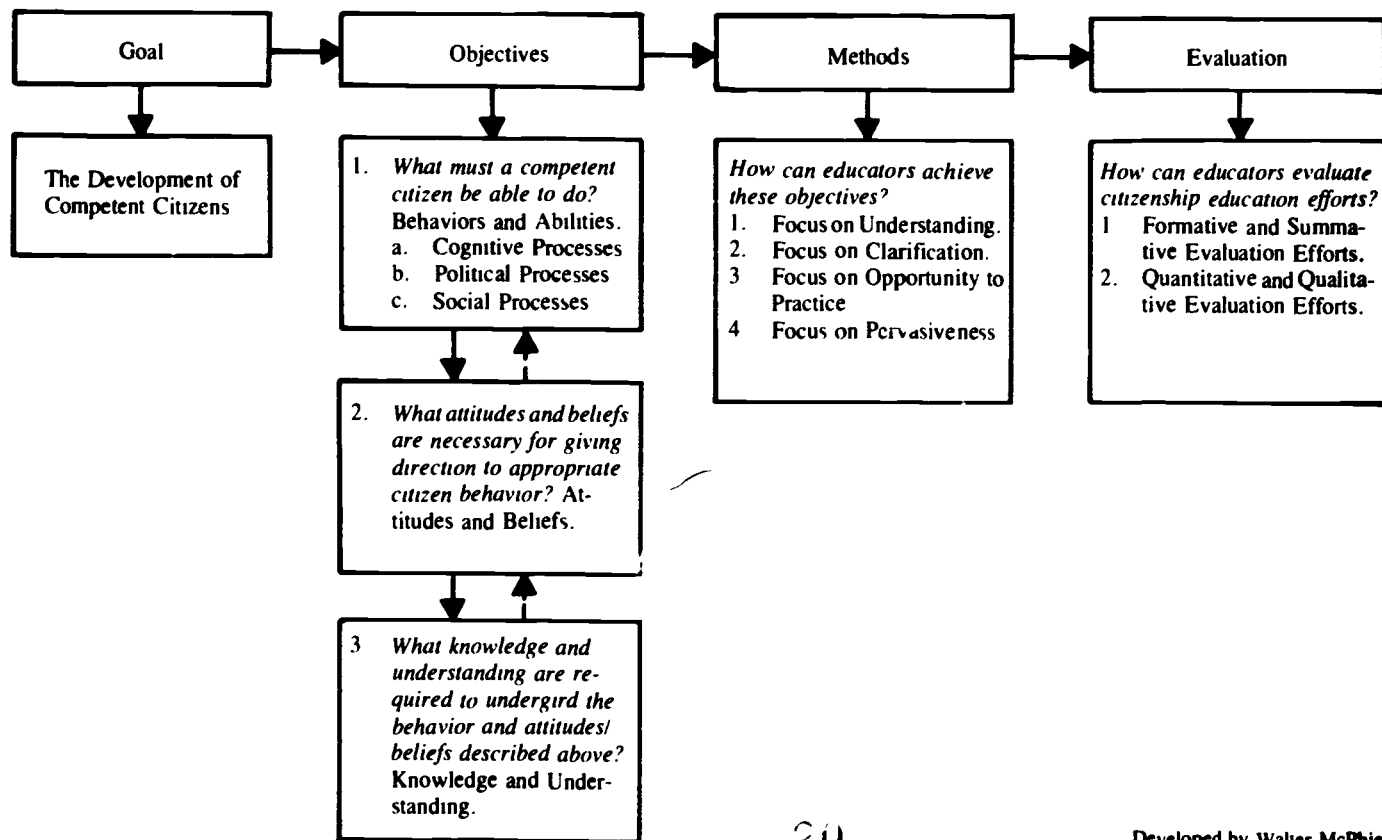 Goal
Objectives
Methods
Evaluation
The Development of
Competent Citizens
1. What must a competent
citizen be able to do?
Behaviors and Abilities.
a. Cognitive Processes
b. Political Processes
c. Social Processes
2. What attitudes and beliefs
are necessary for giving
direction to appropriate
citizen behavior? At-
titudes and Beliefs.
3 What knowledge and
understanding are re-
quired to undergird the
behavior and attitudes/
beliefs described above?
Knowledge and Under-
standing.
How can educators achieve
these objectives?
1. Focus on Understanding.
2. Focus on Clarification.
3 Focus on Opportunity to
Practice
4 Focus on Pervasiveness
How can educators evaluate
citizenship education efforts?
1 Formative and Summa-
tive Evaluation Efforts.
2. Quantitative and Qualita-
tive Evaluation Efforts.
Developed by Walter McPhie